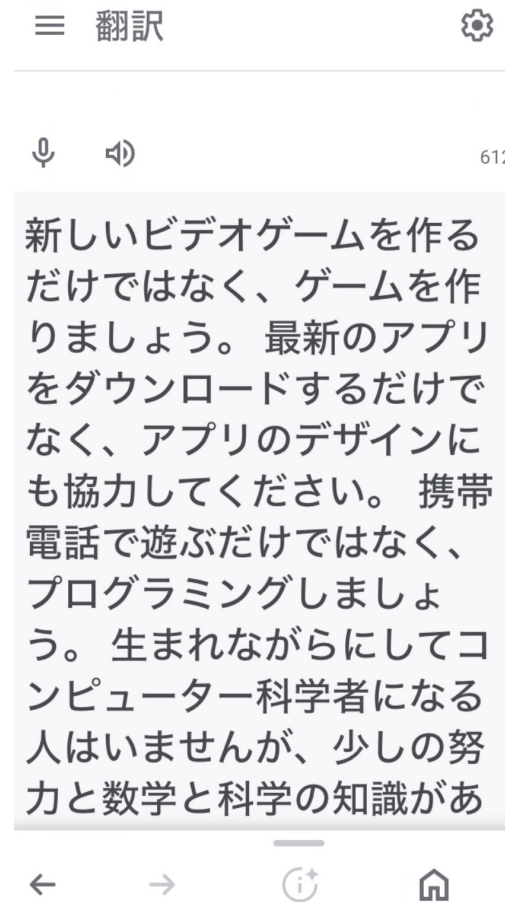 翻訳
612
新しいビデオゲームを作る
だけではなく、ゲームを作
りましょう。 最新のアプリ
をダウンロードするだけで
なく、アプリのデザインに
も協力してください。 携帯
電話で遊ぶだけではなく、
プログラミングしましょ
う。 生まれながらにしてコ
ンピューター科学者になる
人はいませんが、少しの努
力と数学と科学の知識があ